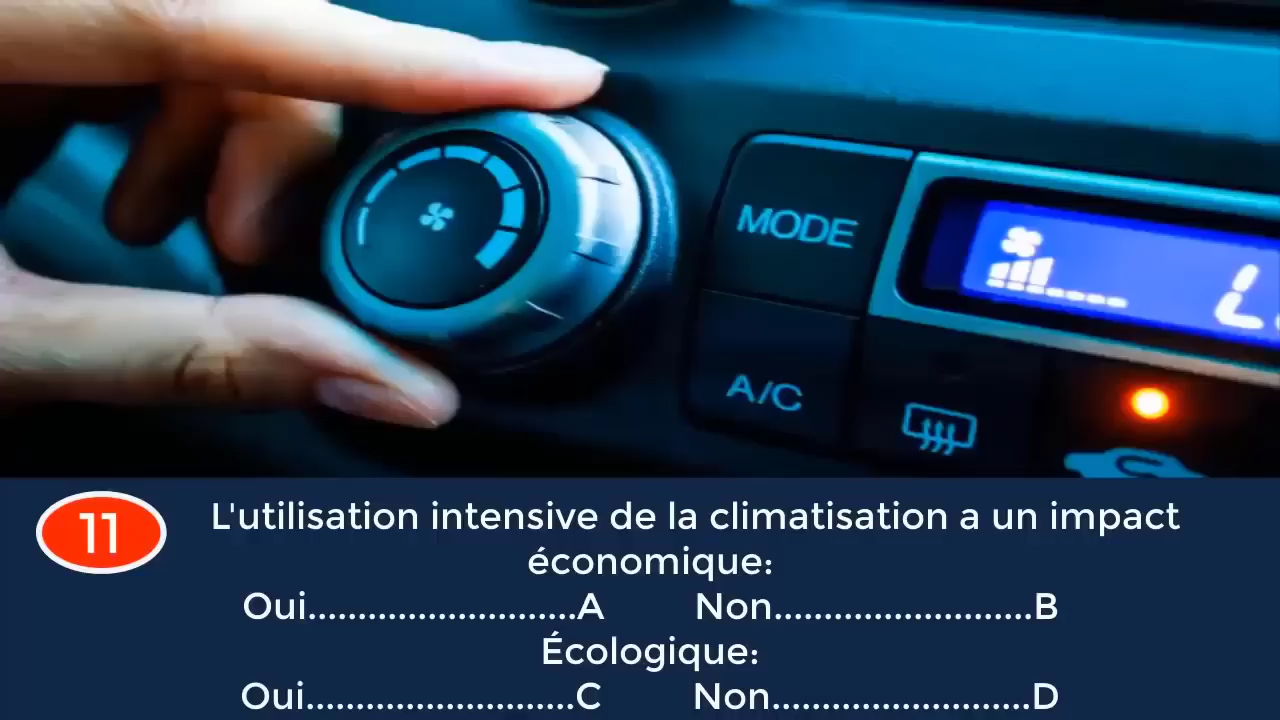 MODE
A/C
11
L'utilisation intensive de la climatisation a un impact
économique:
Oui...........................A Non..........................B
Écologique:
Oui...........................C Non..........................D